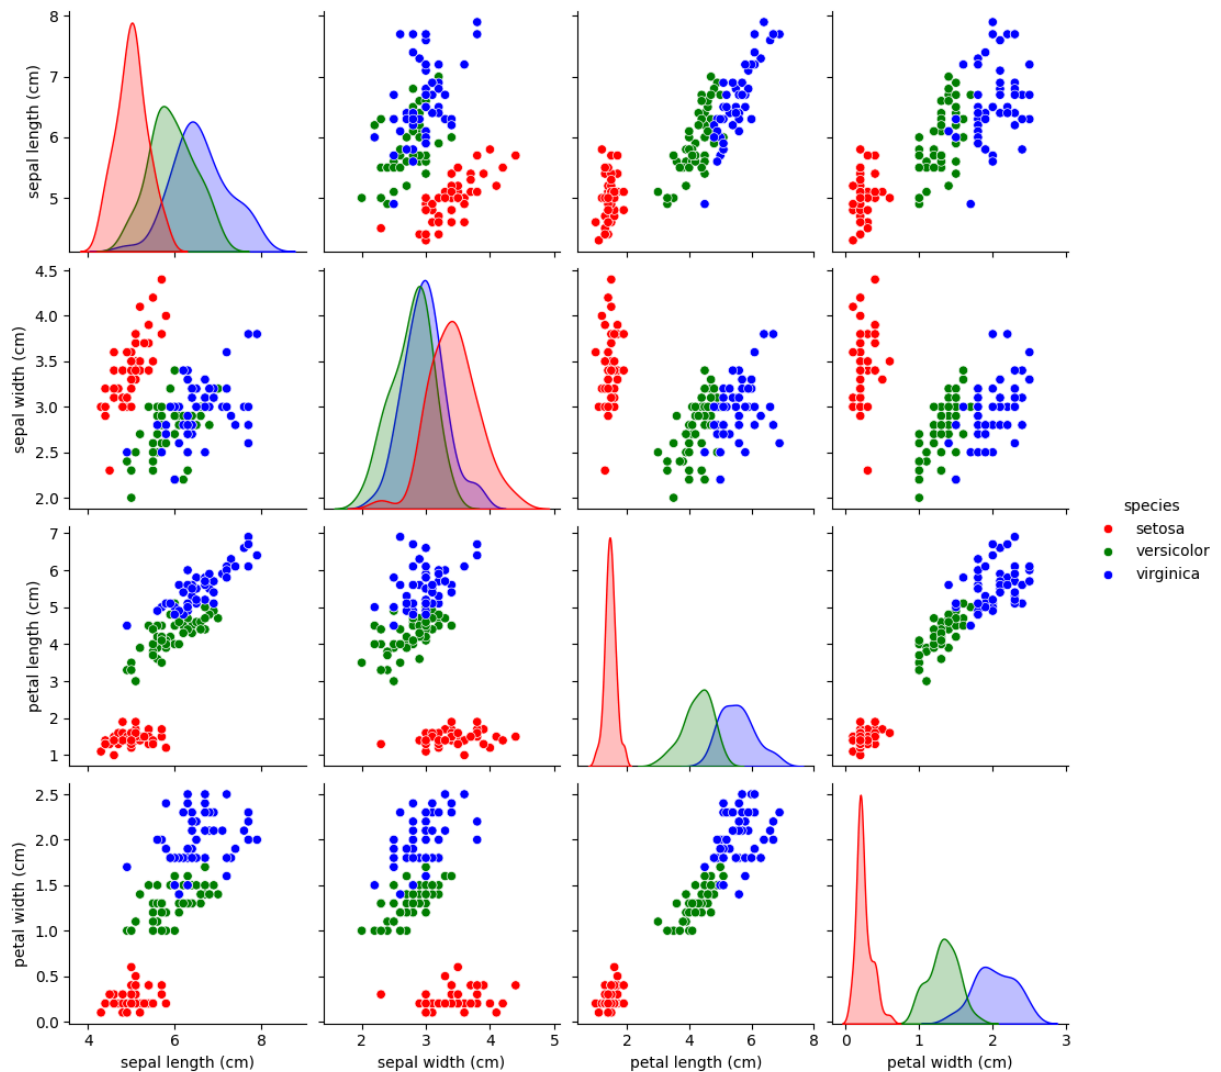 8
7
6
5
sepal length (cm)
4.5
4.0
3.5
3.0
2.5
2.0
sepal width (cm)
species
setosa
versicolor
virginica
7
6
5
4
3
2
1
petal length (cm)
2.5
2.0
1.5
1.0
0.5
0.0
petal width (cm)
4 6 8
sepal length (cm)
2 3 4 5
sepal width (cm)
2 4 6 8
petal length (cm)
0 1 2 3
petal width (cm)